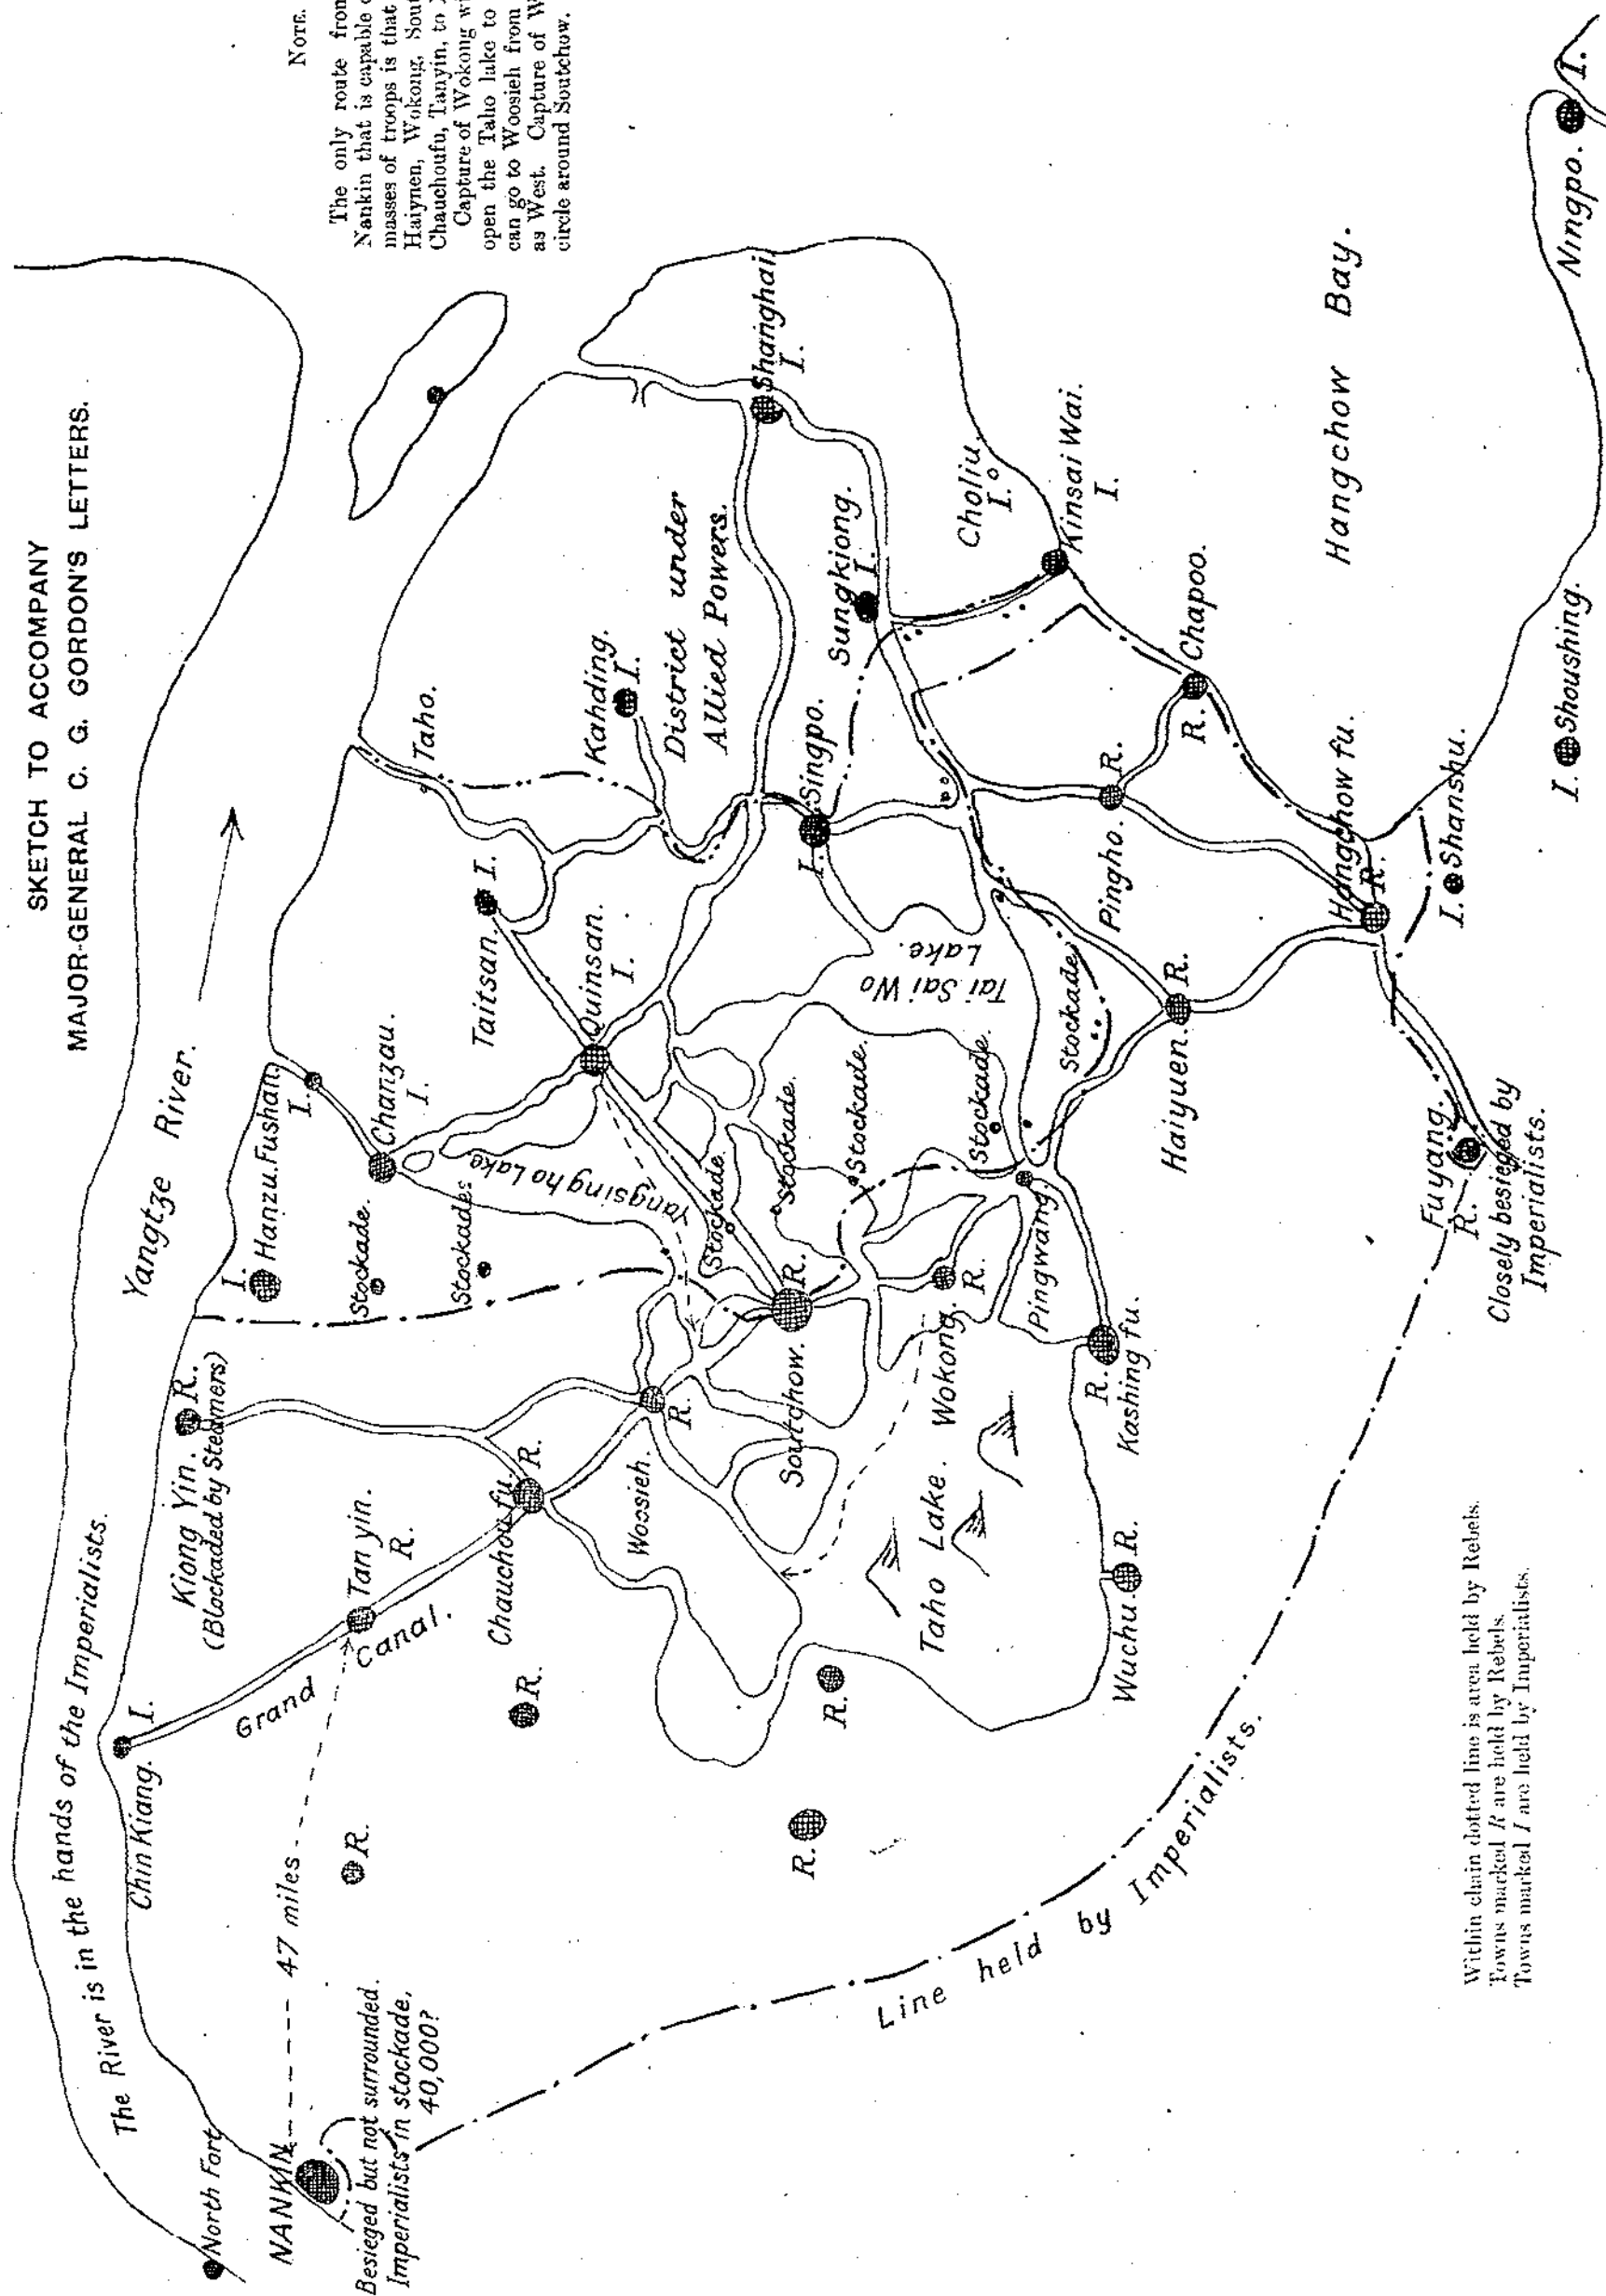 SKETCH TO ACCOMPANY
MAJOR-GENERAL C. G. GORDON'S LETTERS.
NOTE.
The only route from
Nankin that is capable
masses of troops is that
Haiynen, Wokong, Sout
Chauchoufu, Tanyin, to
Capture of Wokong wi
open the Taho lake to
can go to Woosieh from
as West. Capture of W
circle around Soutchow.
The River is in the hands of the Imperialists.
Yangtze River.
North Fort
NANKIN
47 miles
Besieged but not surrounded.
Imperialists in stockade,
40,000?
Chin Kiang. I.
Grand Canal.
Tan yin.
R.
Kiong Yin. R.
(Blockaded by Steamers)
Chauchou fu. R.
Woosieh.
R.
R.
R.
R.
R.
I. Hanzu.
Fushan.
I.
Stockade.
Stockades
Chanzau.
I.
Yangsingho Lake
Taitsan. I.
Quinsan.
I.
Taho.
Kahding.
I.
District under
Allied Powers.
Shanghai
I.
Sungkiong.
I.
Singpo.
I.
Tai Sai Wo
Lake.
Stockade.
Stockade.
Stockade.
Stockade.
Stockade
Soutchow.
R.
Wokong.
R.
Pingwang.
Taho Lake.
R.
Kashing fu.
Wuchu. R.
Haiyuen. R.
Pingho. R.
Chapoo.
R.
Choliu
I.
Kinsai Wai.
I.
Hangchow fu.
R.
Hangchow Bay.
I. Shanshu.
I. Shoushing.
Ningpo. I.
Fuyang.
R.
Closely besieged by
Imperialists.
Line held by Imperialists.
Within chain dotted line is area held by Rebels.
Towns marked R are held by Rebels.
Towns marked I are held by Imperialists.